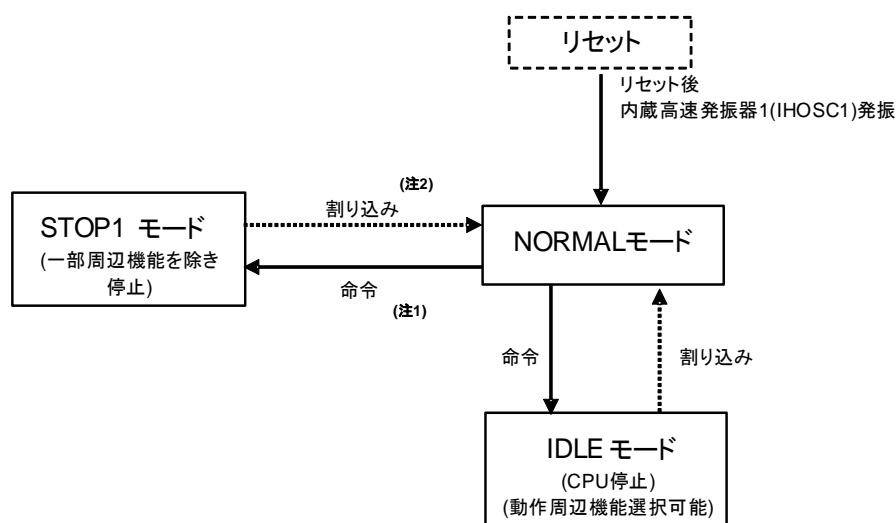 リセット
リセット後
内蔵高速発振器1(IHOSC1)発振
(注2)
割り込み
STOP1 モード
(一部周辺機能を除き
停止)
NORMALモード
命令
(注1)
命令
割り込み
IDLE モード
(CPU停止)
(動作周辺機能選択可能)